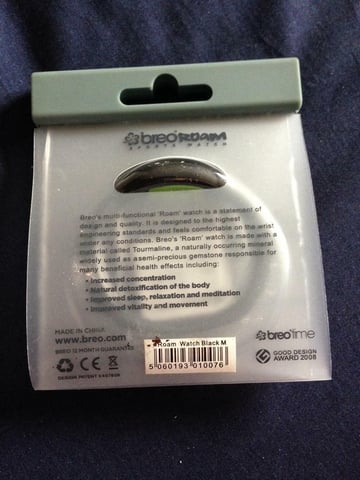 breo ROAM
SPORTS WATCH
Breo's multi-functional 'Roam' watch is a statement of
design and quality. It is designed to the highest
engineering standards and feels comfortable on the wrist
under any conditions. Breo's 'Roam' watch is made with a
material called Tourmaline, a naturally occurring mineral
widely used as asemi-precious gemstone responsible for
many beneficial health effects including:
• Increased concentration
• Natural detoxification of the body
• Improved sleep, relaxation and meditation
• Improved vitality and movement
MADE IN CHINA
www.breo.com
BREO 12 MONTH GUARANTEE
CE
DESIGN PATENT
Roam Watch Black M
5 060193 010076
breo Time
GOOD DESIGN
AWARD 2008